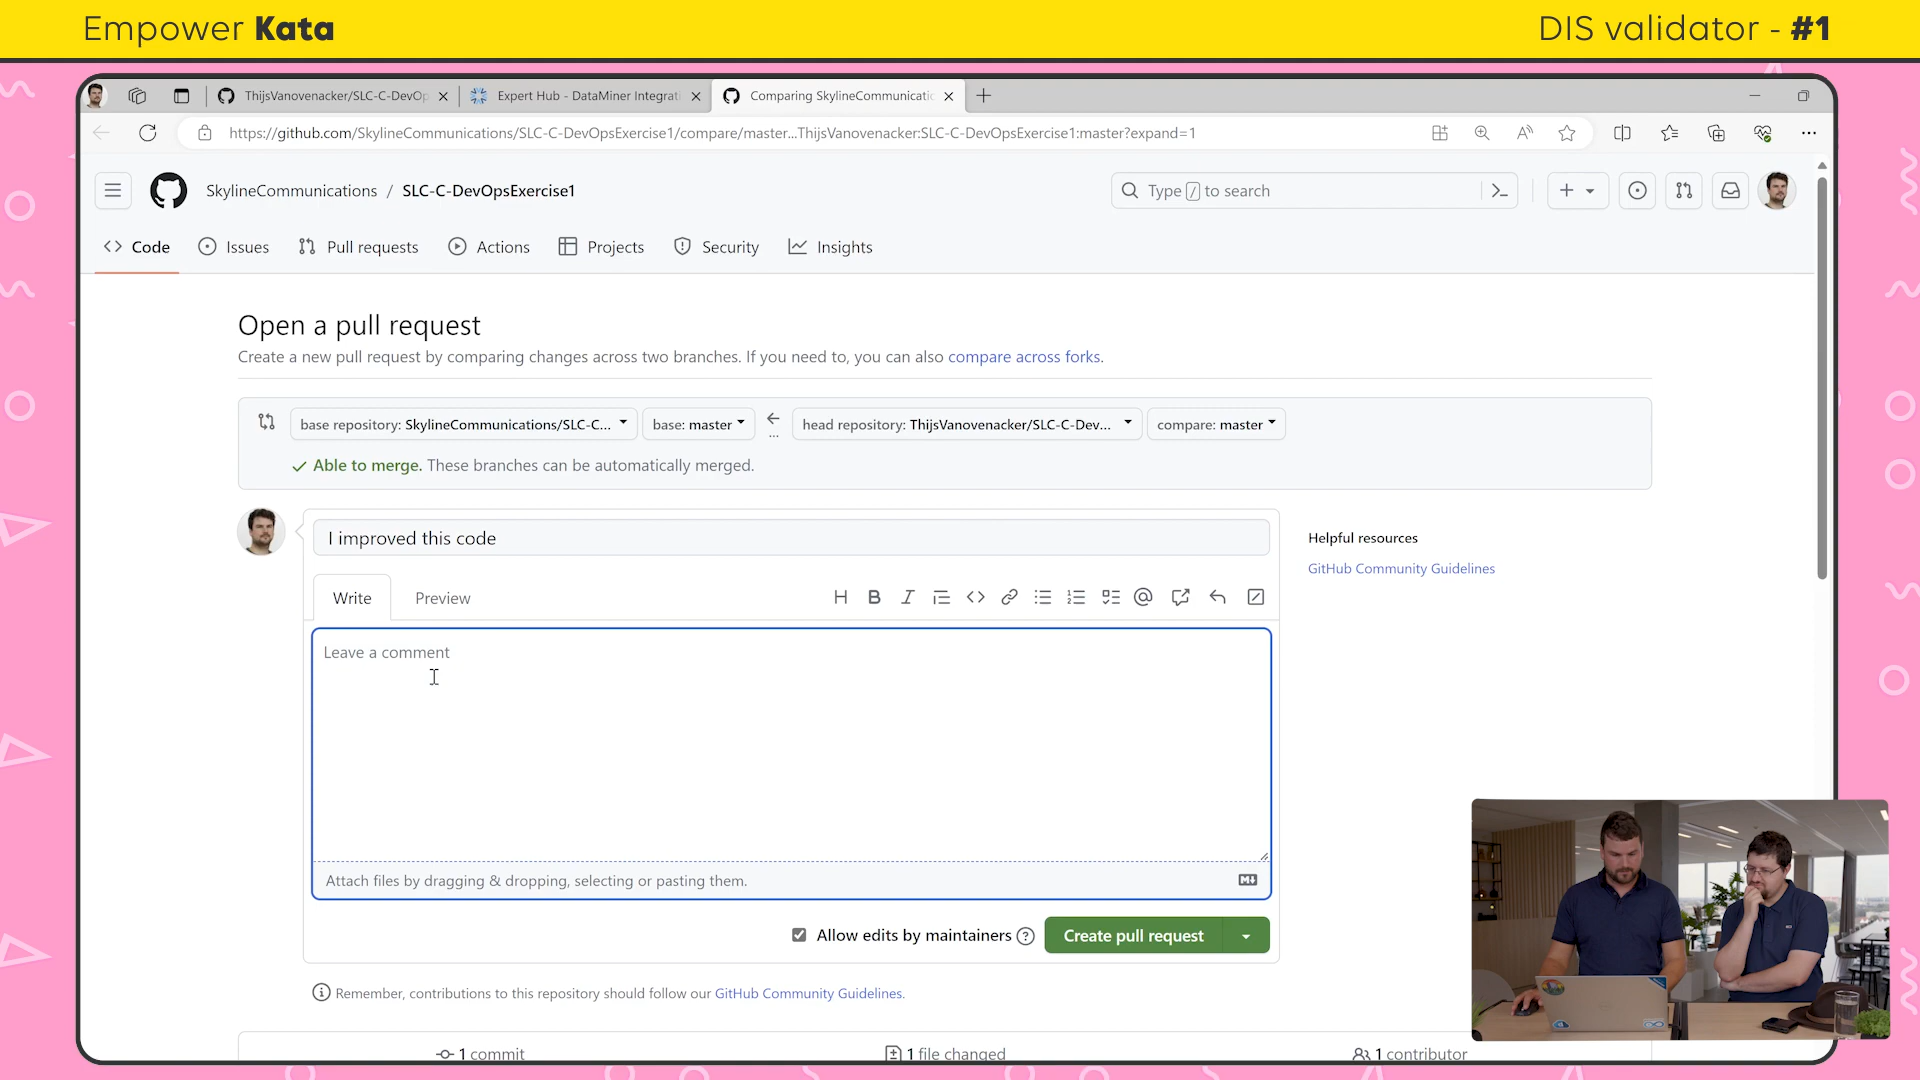 Empower Kata
DIS validator - #1
ThijsVanovenacker/SLC-C-DevOp
Expert Hub - DataMiner Integrati
Comparing SkylineCommunicatic
https://github.com/SkylineCommunications/SLC-C-DevOpsExercise1/compare/master...ThijsVanovenacker:SLC-C-DevOpsExercise1:master?expand=1
SkylineCommunications / SLC-C-DevOpsExercise1
Type / to search
Code
Issues
Pull requests
Actions
Projects
Security
Insights
Open a pull request
Create a new pull request by comparing changes across two branches. If you need to, you can also compare across forks.
base repository: SkylineCommunications/SLC-C...
base: master
...
head repository: ThijsVanovenacker/SLC-C-Dev...
compare: master
Able to merge. These branches can be automatically merged.
I improved this code
Helpful resources
GitHub Community Guidelines
Write
Preview
Leave a comment
Attach files by dragging & dropping, selecting or pasting them.
Allow edits by maintainers
Create pull request
Remember, contributions to this repository should follow our GitHub Community Guidelines.
1 commit
1 file changed
1 contributor